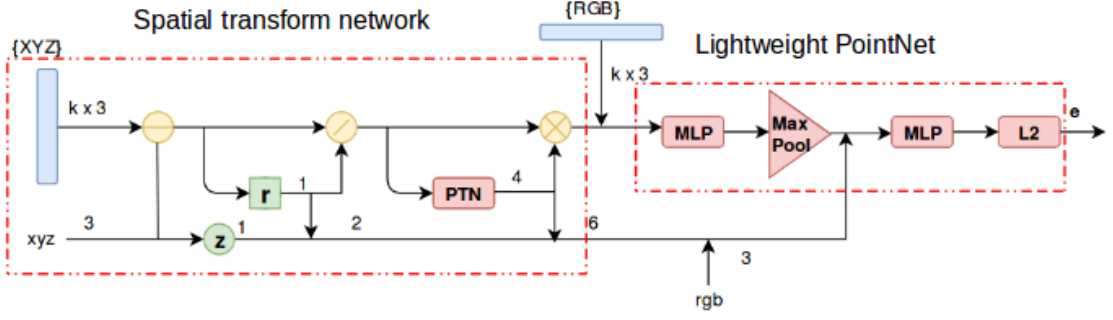 Spatial transform network
{RGB}
{XYZ}
Lightweight PointNet
k x 3
k x 3
MLP
Max
Pool
MLP
L2
e
r
1
PTN
4
xyz
3
z
1
2
6
3
rgb